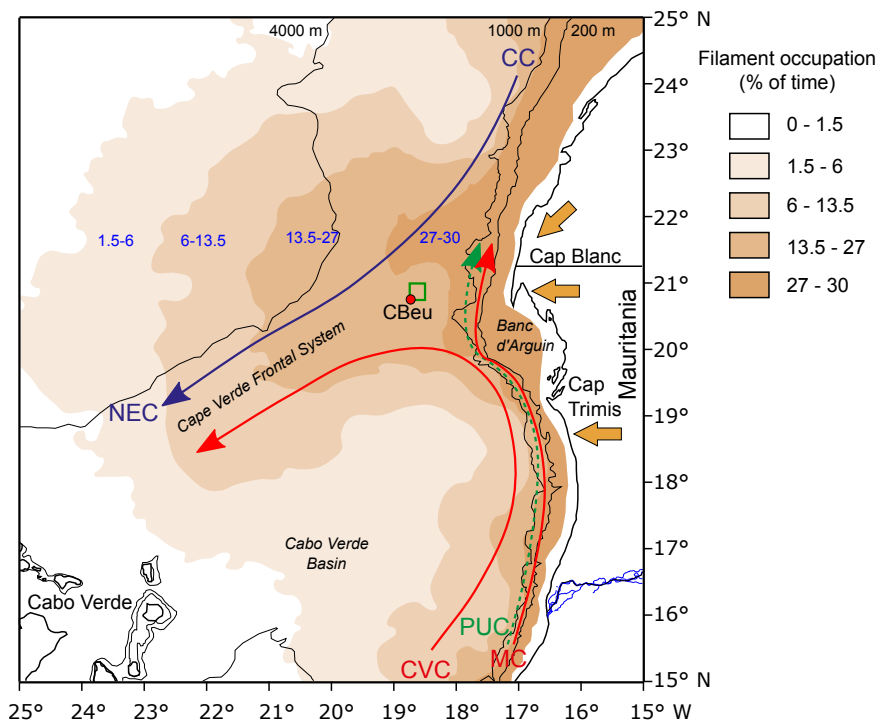 4000 m
1000 m
200 m
25° N
CC
24°
23°
22°
1.5-6
6-13.5
13.5-27
27-30
Cap Blanc
21°
CBeu
Banc
d'Arguin
Mauritania
20°
Cape Verde Frontal System
Cap
Trimis
NEC
19°
18°
17°
Cabo Verde
Basin
Cabo Verde
16°
PUC
CVC
MC
15° N
25°
24°
23°
22°
21°
20°
19°
18°
17°
16°
15° W
Filament occupation
(% of time)
0 - 1.5
1.5 - 6
6 - 13.5
13.5 - 27
27 - 30